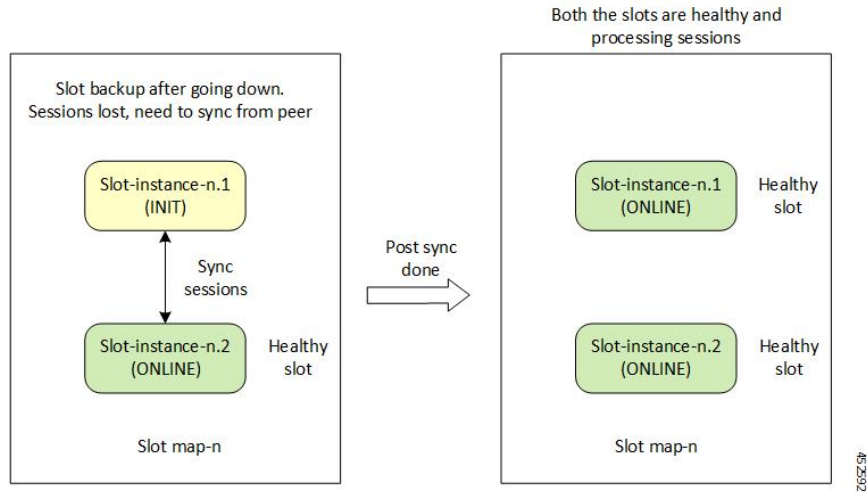 Slot backup after going down.
Sessions lost, need to sync from peer
Slot-instance-n.1
(INIT)
Sync
sessions
Slot-instance-n.2
(ONLINE)
Healthy
slot
Slot map-n
Post sync
done
Both the slots are healthy and
processing sessions
Slot-instance-n.1
(ONLINE)
Healthy
slot
Slot-instance-n.2
(ONLINE)
Healthy
slot
Slot map-n
452592